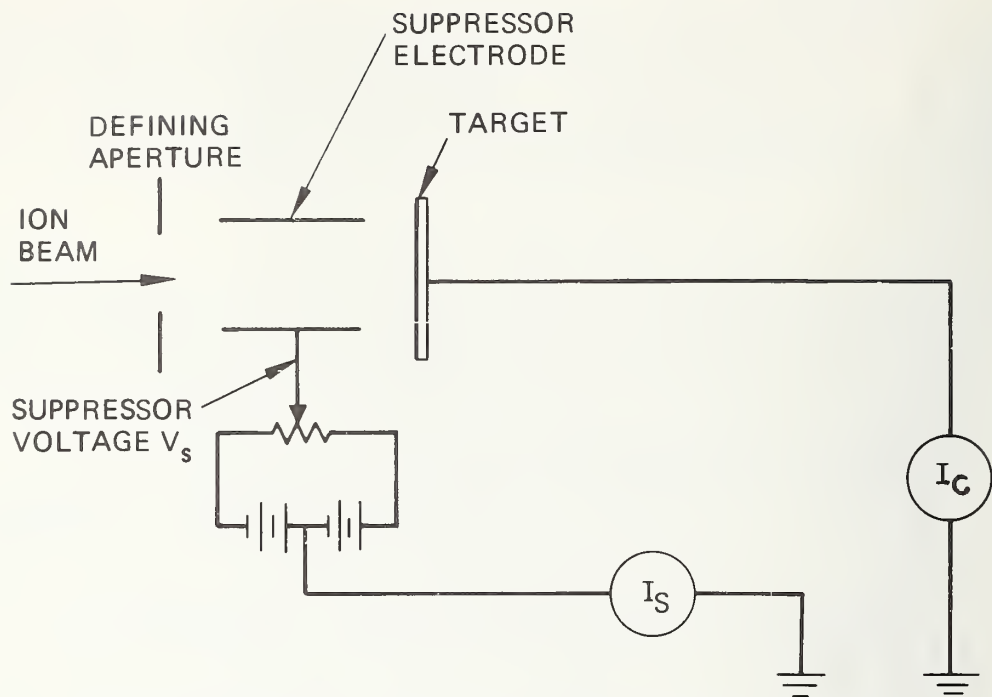 SUPPRESSOR
ELECTRODE
DEFINING
APERTURE
TARGET
ION
BEAM
SUPPRESSOR
VOLTAGE Vs
IC
IS